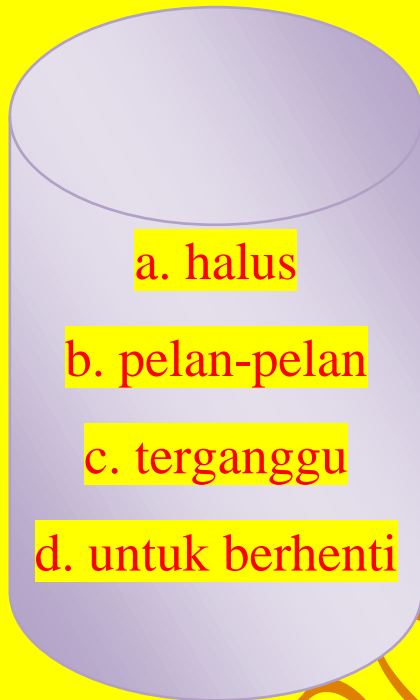 a. halus
b. pelan-pelan
c. terganggu
d. untuk berhenti